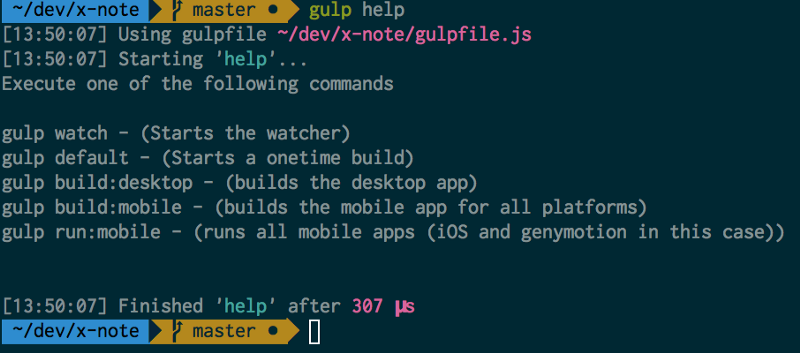 ~/dev/x-note master ● gulp help
[13:50:07] Using gulpfile ~/dev/x-note/gulpfile.js
[13:50:07] Starting 'help'...
Execute one of the following commands
gulp watch - (Starts the watcher)
gulp default - (Starts a onetime build)
gulp build:desktop - (builds the desktop app)
gulp build:mobile - (builds the mobile app for all platforms)
gulp run:mobile - (runs all mobile apps (iOS and genymotion in this case))
[13:50:07] Finished 'help' after 307 μs
~/dev/x-note master ●